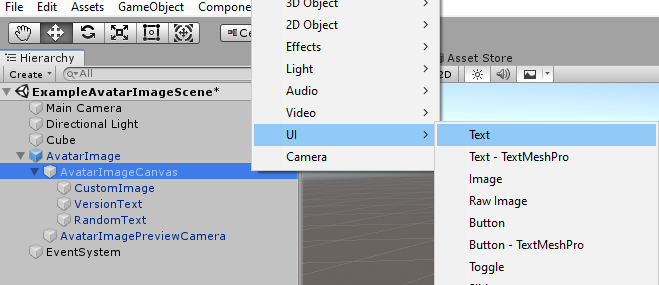 File Edit Assets GameObject Compone
3D Object
2D Object
Effects
Light
Audio
Video
UI
Camera
Ce
Asset Store
2D
Hierarchy
Create
All
ExampleAvatarImageScene*
Main Camera
Directional Light
Cube
AvatarImage
AvatarImageCanvas
CustomImage
VersionText
RandomText
AvatarImagePreviewCamera
EventSystem
Text
Text - TextMeshPro
Image
Raw Image
Button
Button - TextMeshPro
Toggle